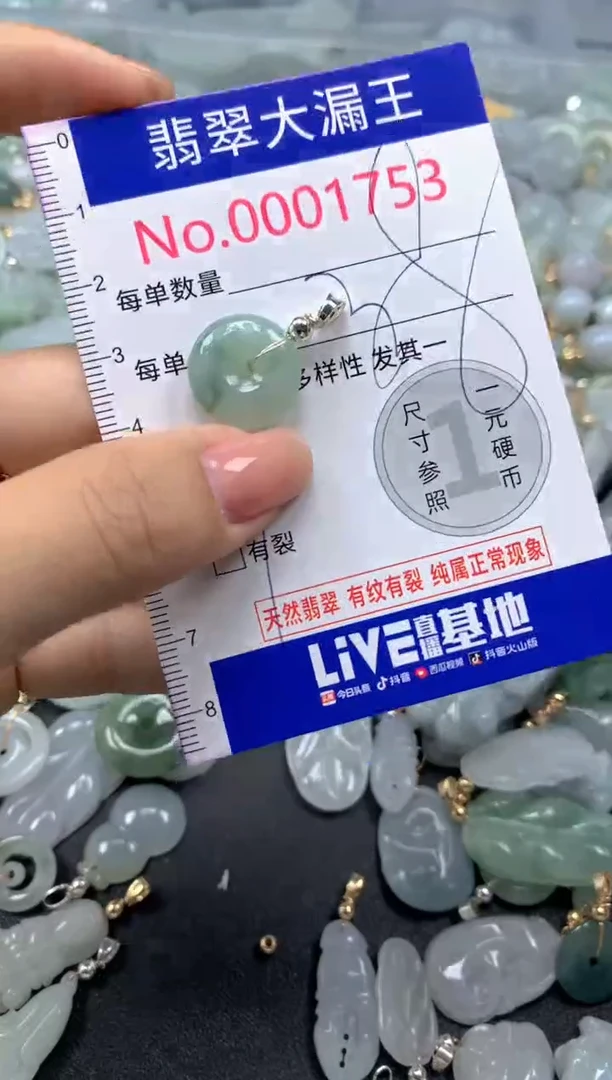 翡翠大漏王
No.0001753
每单数量
每单
多样性 发其一
一元硬币
尺寸参照
1
有裂
天然翡翠 有纹有裂 纯属正常现象
LIVE直播基地
今日头条 抖音 西瓜视频 抖音火山版
0
1
2
3
4
7
8